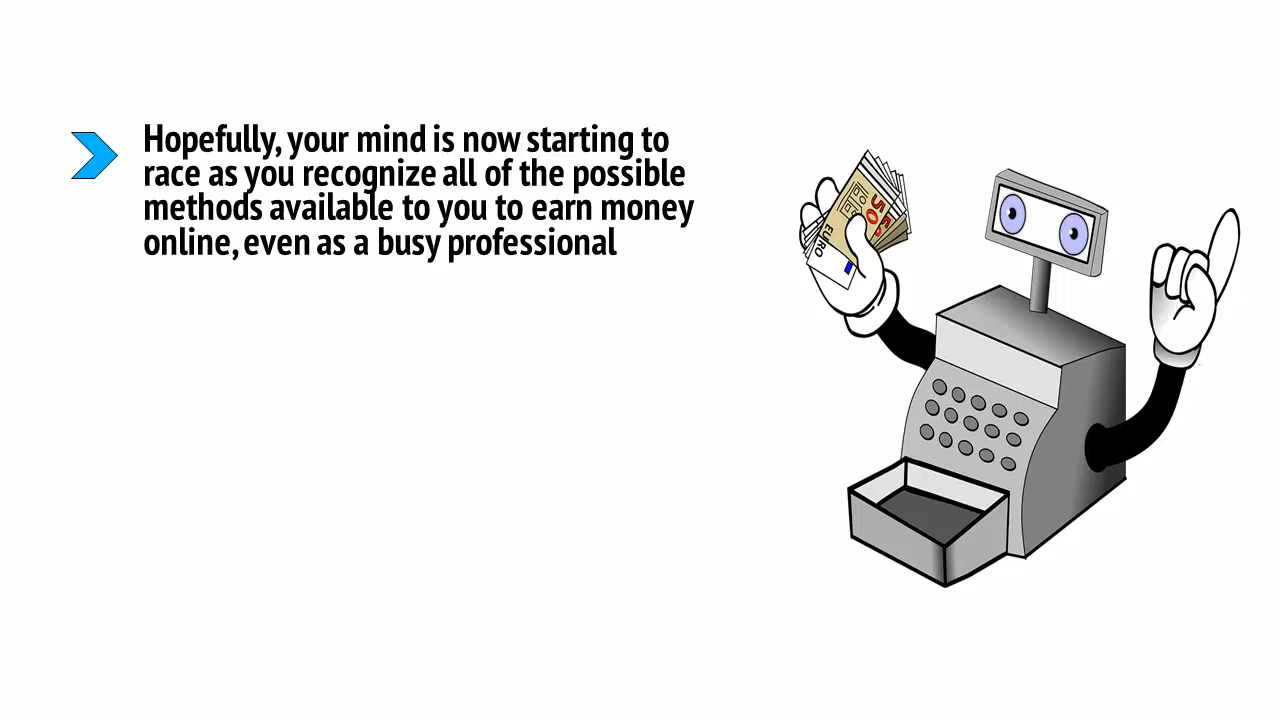 Hopefully, your mind is now starting to
race as you recognize all of the possible
methods available to you to earn money
online, even as a busy professional
EURO